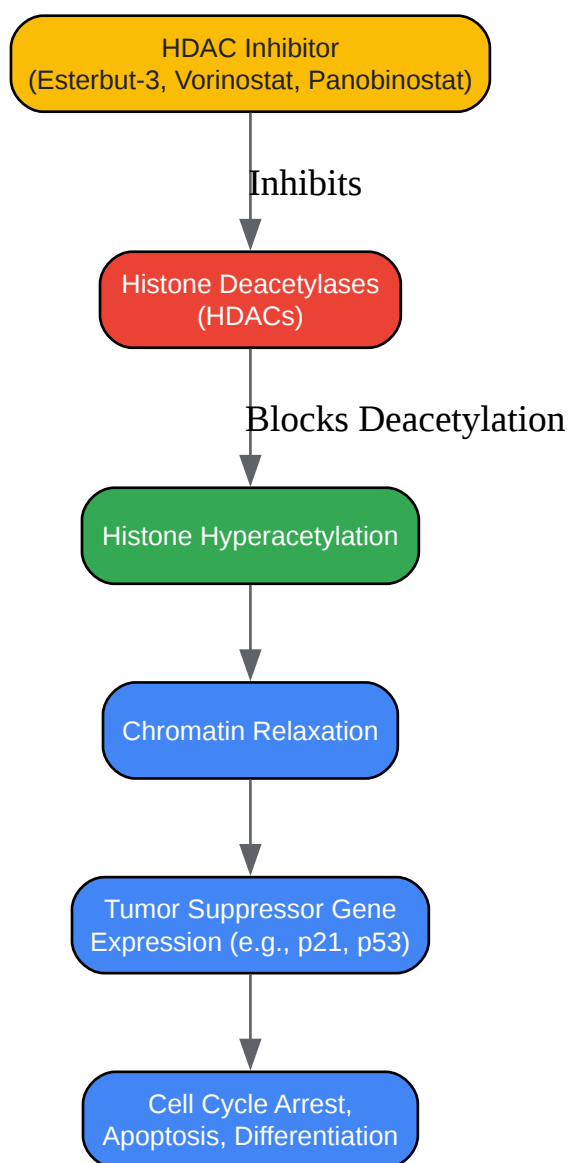 HDAC Inhibitor
(Esterbut-3, Vorinostat, Panobinostat)
Inhibits
Histone Deacetylases
(HDACs)
Blocks Deacetylation
Histone Hyperacetylation
Chromatin Relaxation
Tumor Suppressor Gene
Expression (e.g., p21, p53)
Cell Cycle Arrest,
Apoptosis, Differentiation